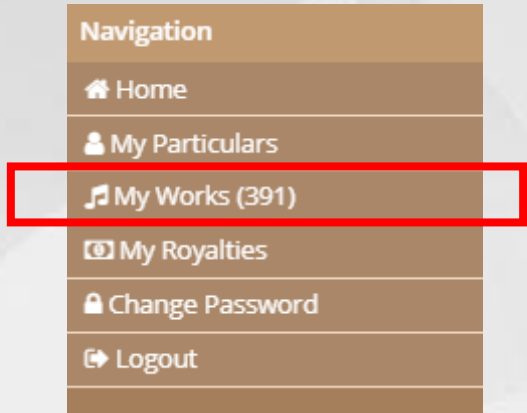 Navigation
Home
My Particulars
My Works (391)
My Royalties
Change Password
Logout